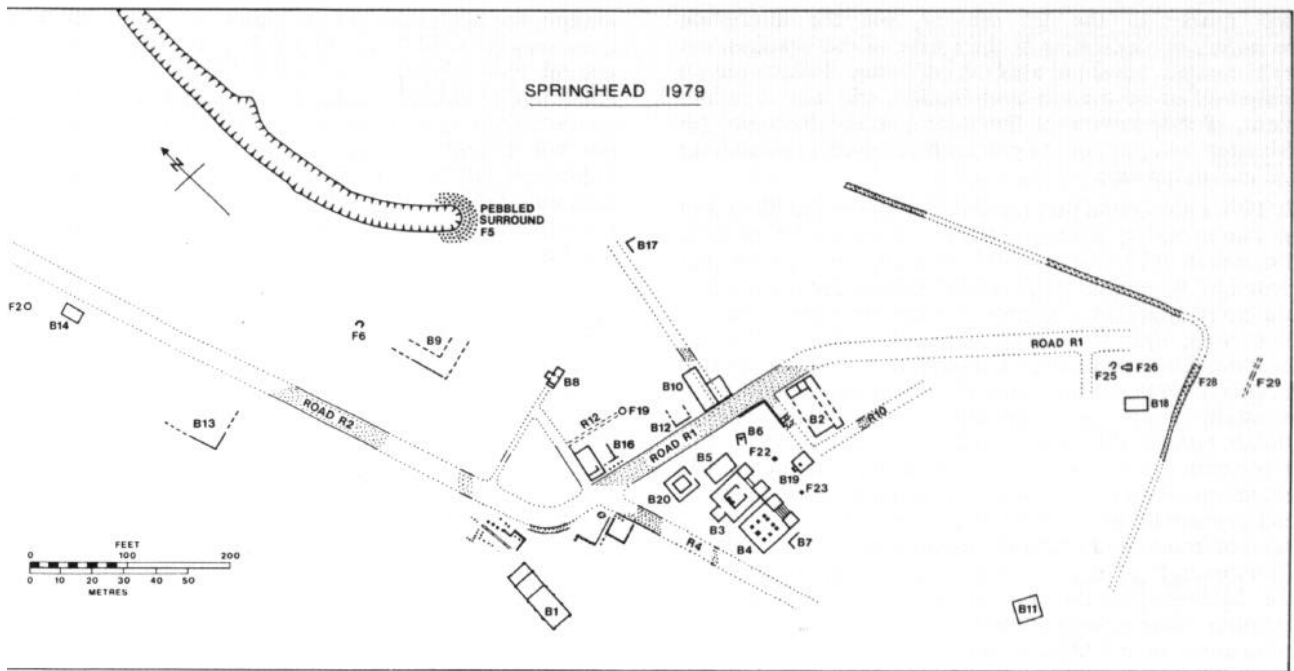 SPRINGHEAD 1979
N
PEBBLED
SURROUND
F5
B17
F2
B14
F6
B9
ROAD R1
F25
F26
F28
F29
B18
B8
B10
R12
F19
B12
ROAD R1
B2
R10
ROAD R2
B13
B16
B6
F22
B5
B19
B20
F23
B3
B4
B7
R4
FEET
0 100 200
0 10 20 30 40 50
METRES
B1
B11